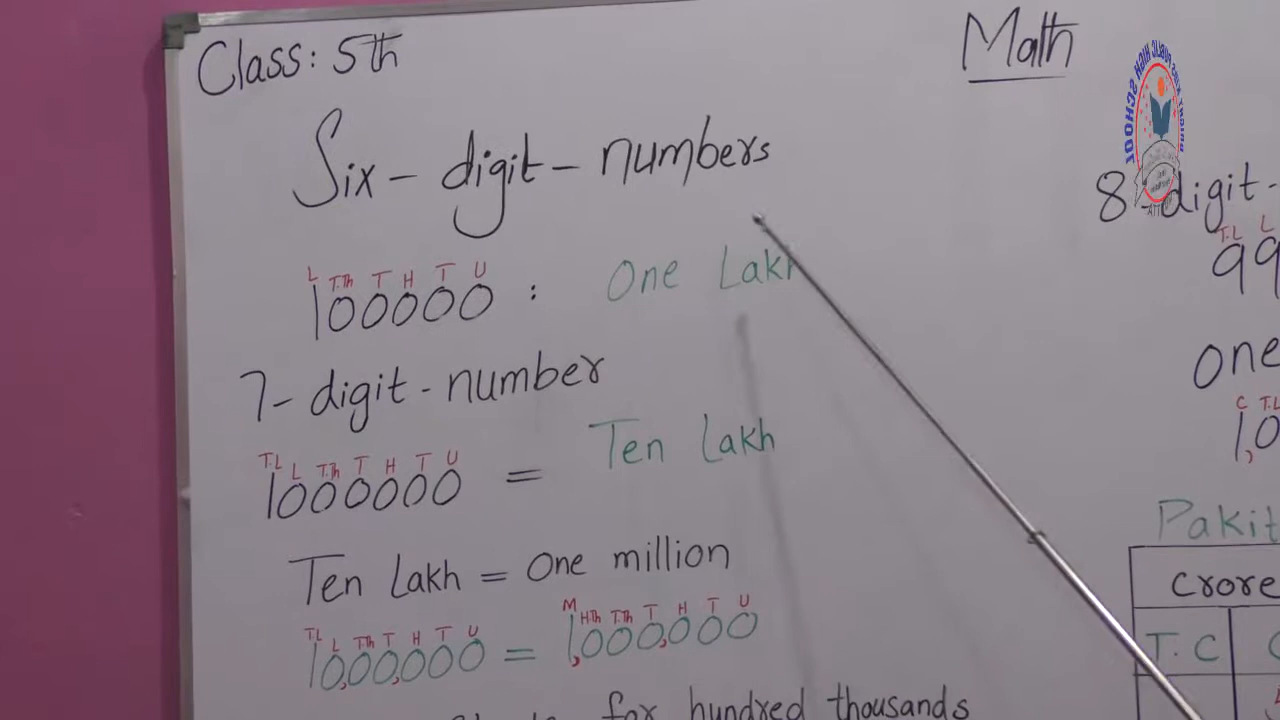 Class: 5th
Math
Six-digit-numbers
L T.Th T H T U
100000 : One Lakh
7-digit-number
T.L L T.Th T H T U
1000000 = Ten Lakh
Ten Lakh = One million
TL L T.Th T H T U
10,00,000 = 1,000,000
M H.Th T.Th T H T U
for hundred thousands
8-digit-
T.L L
99
One
C T.L
1,0
Pakit
Crore
T.C C